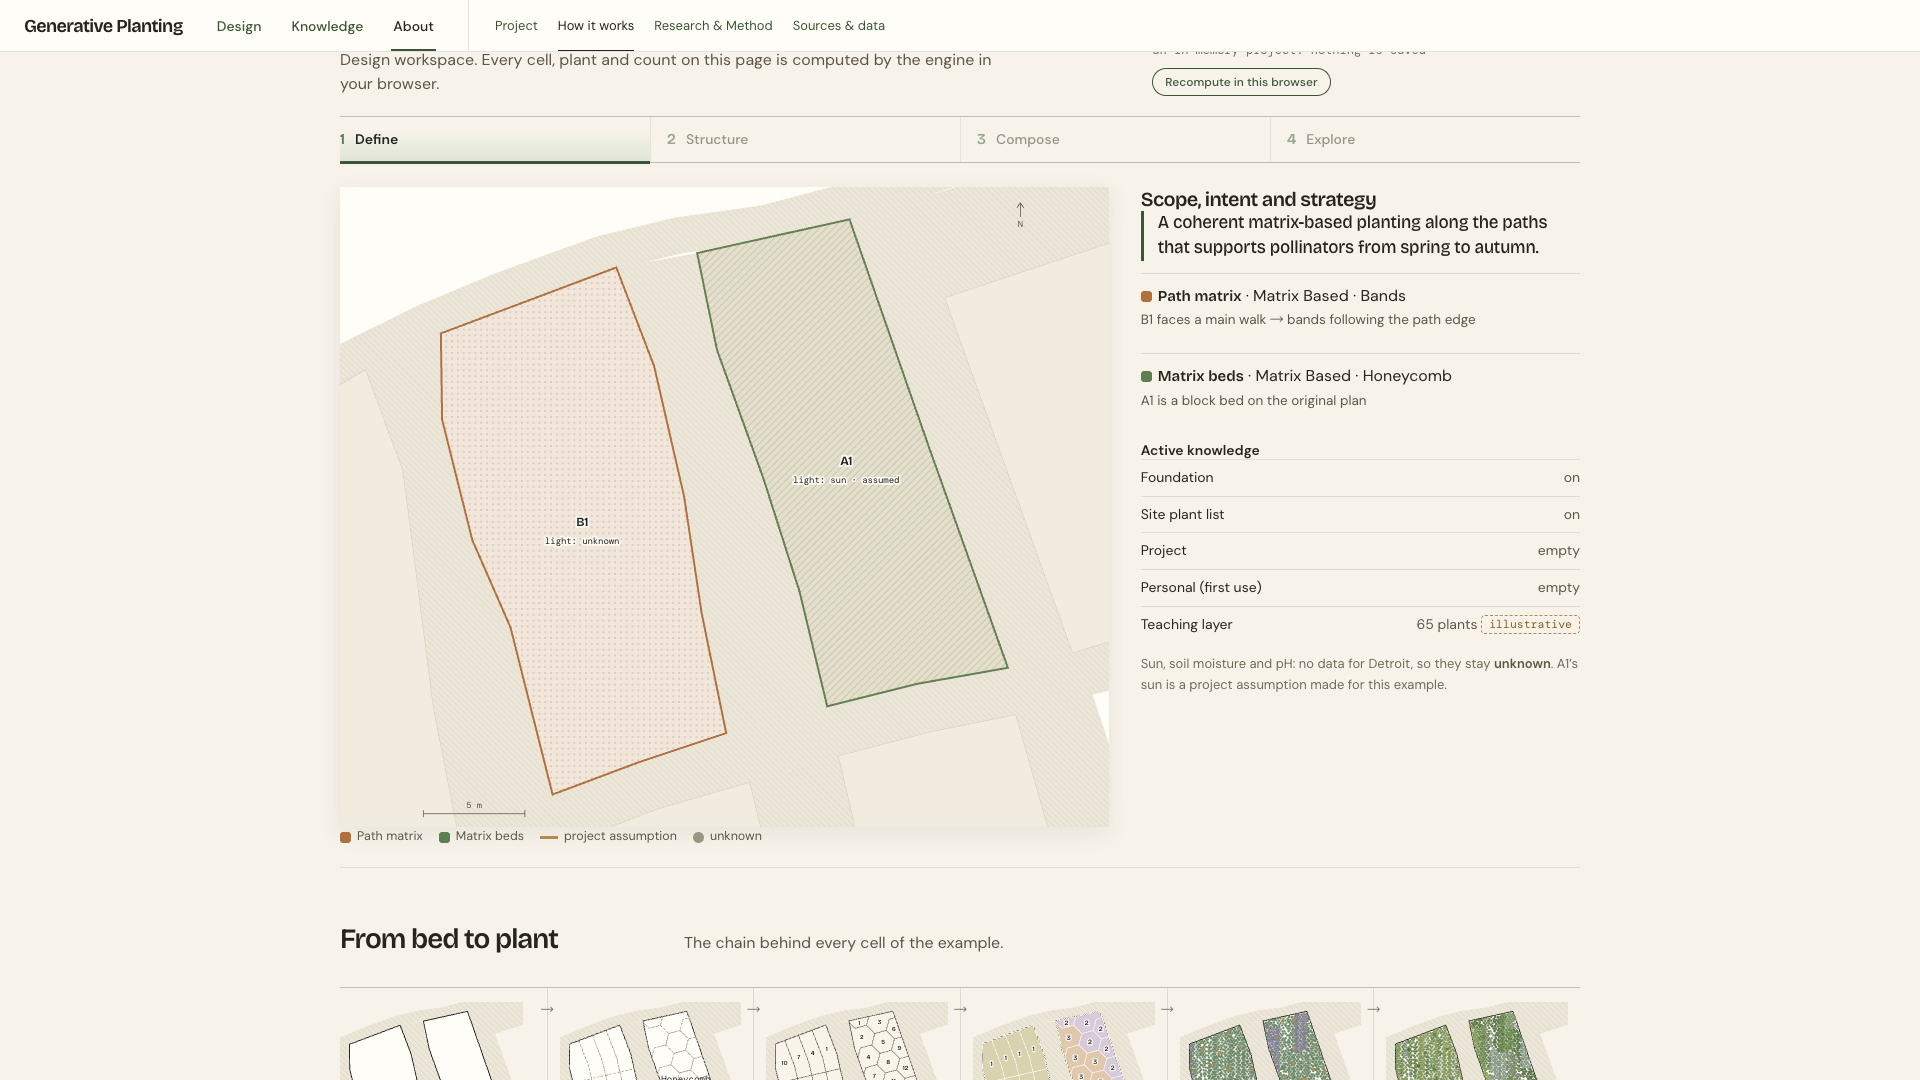 Generative Planting
Design
Knowledge
About
Project
How it works
Research & Method
Sources & data
Design workspace. Every cell, plant and count on this page is computed by the engine in
your browser.
Recompute in this browser
1 Define
2 Structure
3 Compose
4 Explore
N
A1
light: sun · assumed
B1
light: unknown
5 m
Path matrix
Matrix beds
project assumption
unknown
Scope, intent and strategy
A coherent matrix-based planting along the paths
that supports pollinators from spring to autumn.
Path matrix · Matrix Based · Bands
B1 faces a main walk → bands following the path edge
Matrix beds · Matrix Based · Honeycomb
A1 is a block bed on the original plan
Active knowledge
Foundation on
Site plant list on
Project empty
Personal (first use) empty
Teaching layer 65 plants illustrative
Sun, soil moisture and pH: no data for Detroit, so they stay unknown. A1's
sun is a project assumption made for this example.
From bed to plant
The chain behind every cell of the example.